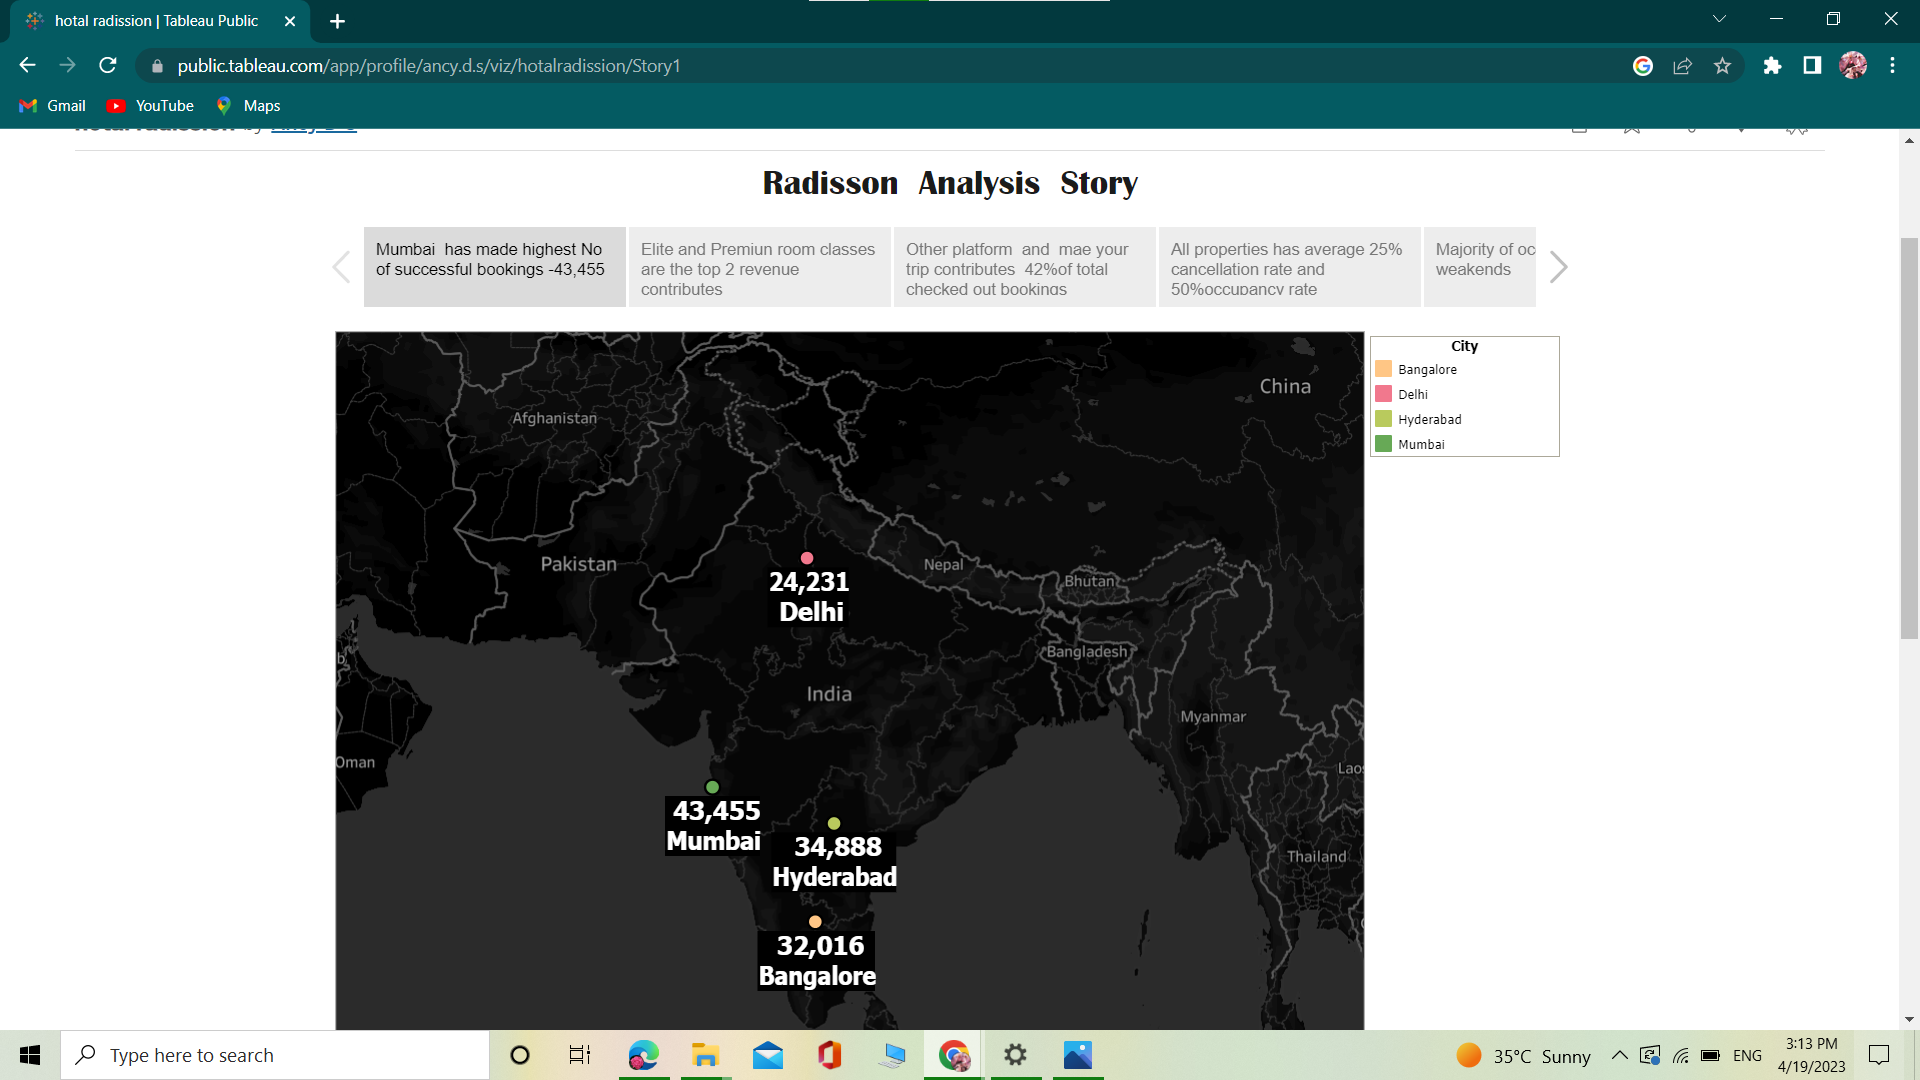 hotal radission | Tableau Public
public.tableau.com/app/profile/ancy.d.s/viz/hotalradission/Story1
Gmail
YouTube
Maps
hotal radission by Ancy D S
Radisson Analysis Story
Mumbai has made highest No
of successful bookings -43,455
Elite and Premiun room classes
are the top 2 revenue
contributes
Other platform and mae your
trip contributes 42%of total
checked out bookings
All properties has average 25%
cancellation rate and
50%occupancy rate
Majority of oc
weakends
City
Bangalore
Delhi
Hyderabad
Mumbai
China
Afghanistan
Pakistan
Nepal
Bhutan
24,231
Delhi
Bangladesh
India
Myanmar
Oman
Laos
43,455
Mumbai
34,888
Hyderabad
Thailand
32,016
Bangalore
Type here to search
35°C Sunny
ENG
3:13 PM
4/19/2023